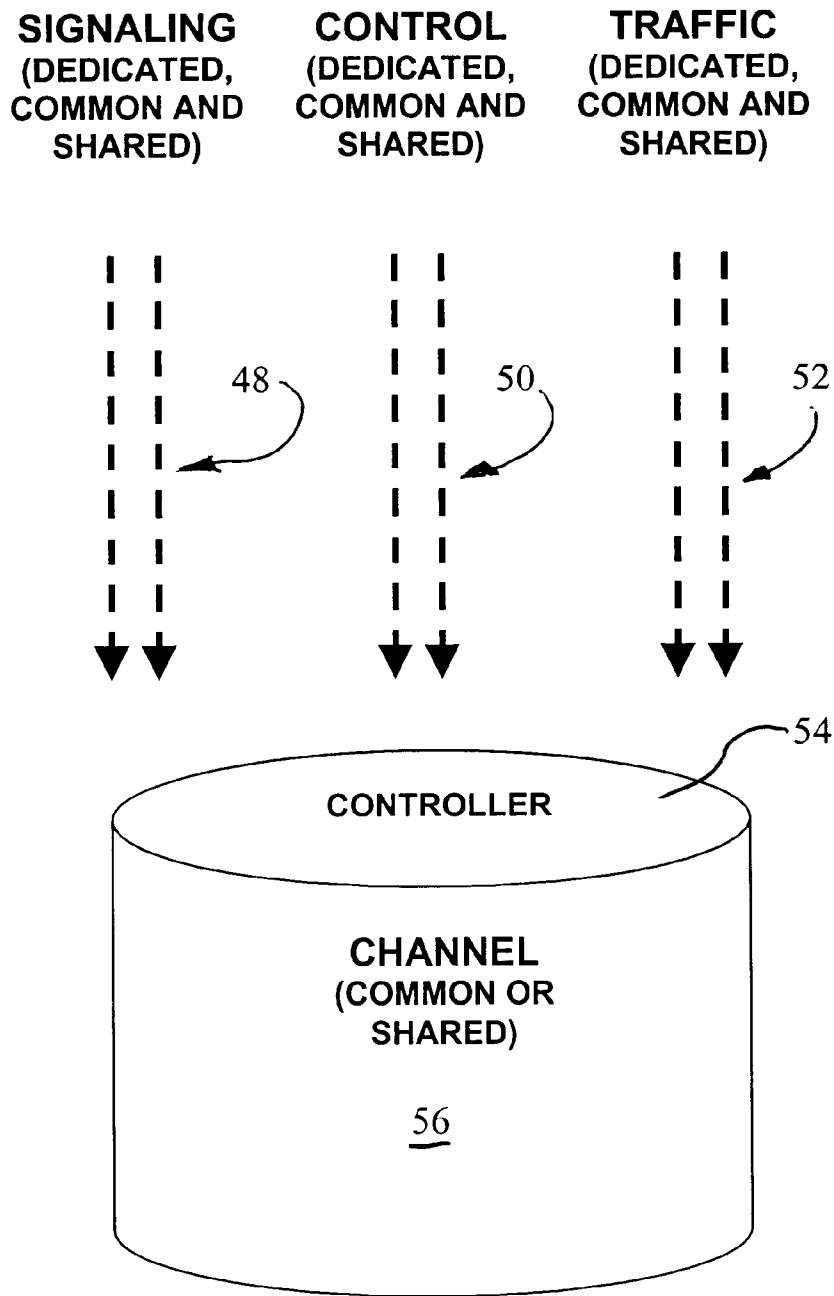 SIGNALING
(DEDICATED,
COMMON AND
SHARED)
CONTROL
(DEDICATED,
COMMON AND
SHARED)
TRAFFIC
(DEDICATED,
COMMON AND
SHARED)
48
50
52
54
CONTROLLER
CHANNEL
(COMMON OR
SHARED)
56